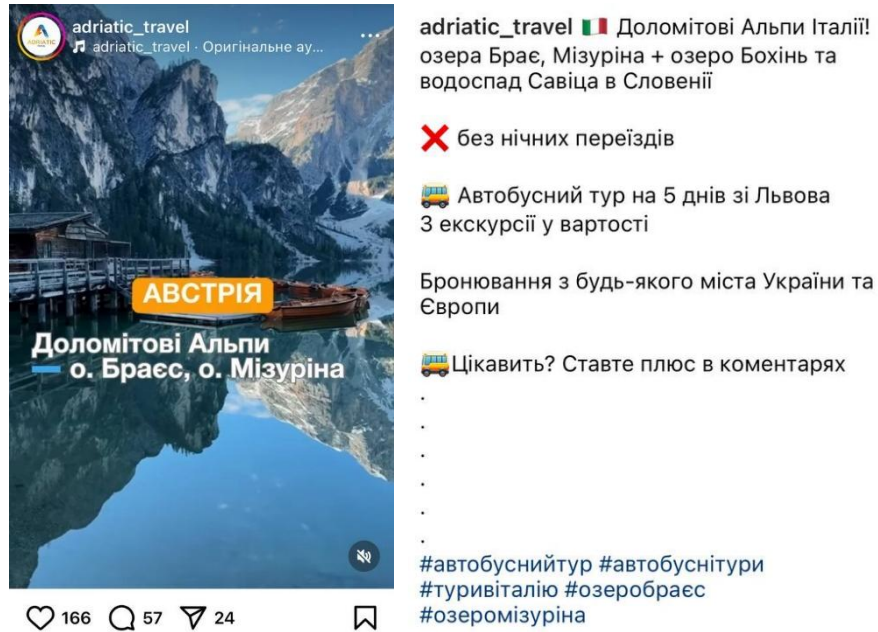 adriatic_travel
adriatic_travel · Оригінальне ау...
АВСТРІЯ
Доломітові Альпи
— о. Браєс, о. Мізуріна
166 57 24
adriatic_travel 🇮🇹 Доломітові Альпи Італії!
озера Брає, Мізуріна + озеро Бохінь та
водоспад Савіца в Словенії
❌ без нічних переїздів
🚌 Автобусний тур на 5 днів зі Львова
3 екскурсії у вартості
Бронювання з будь-якого міста України та
Європи
🚌Цікавить? Ставте плюс в коментарях
.
.
.
.
.
.
#автобуснийтур #автобуснітури
#туривіталію #озеробраєс
#озеромізуріна